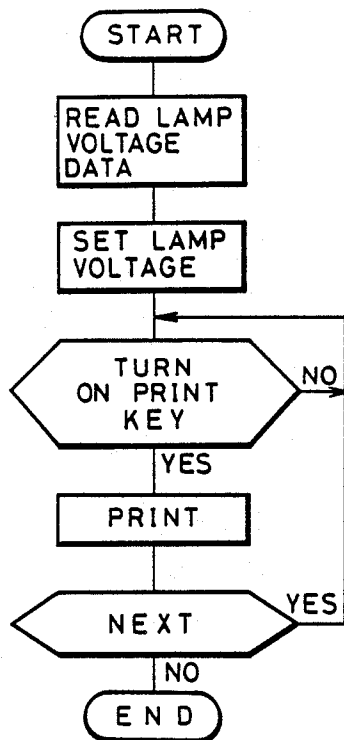 START
READ LAMP
VOLTAGE
DATA
SET LAMP
VOLTAGE
TURN
ON PRINT
KEY
NO
YES
PRINT
YES
NEXT
NO
END